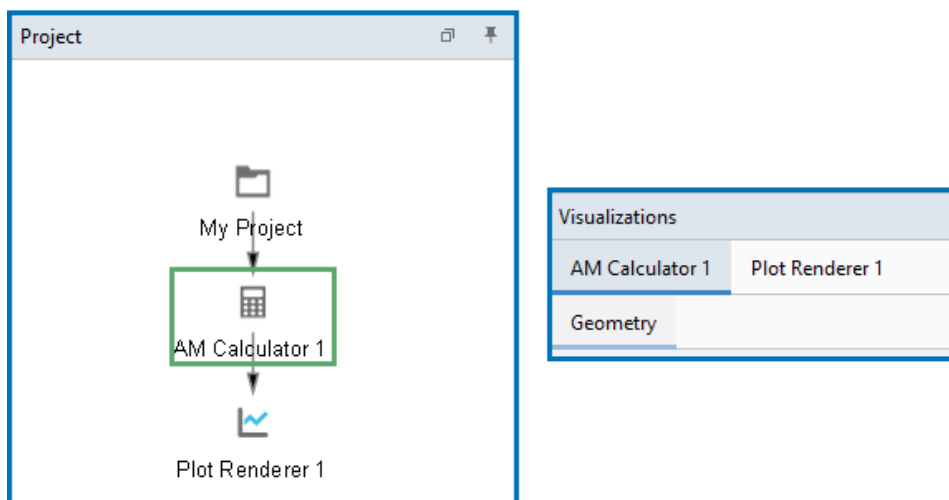 Project
My Project
AM Calculator 1
Plot Renderer 1
Visualizations
AM Calculator 1 Plot Renderer 1
Geometry